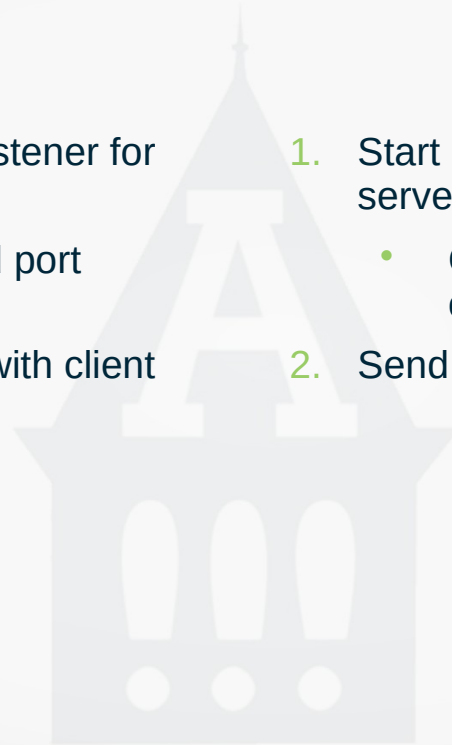 stener for
port
with client
1. Start
serve
•
2. Send